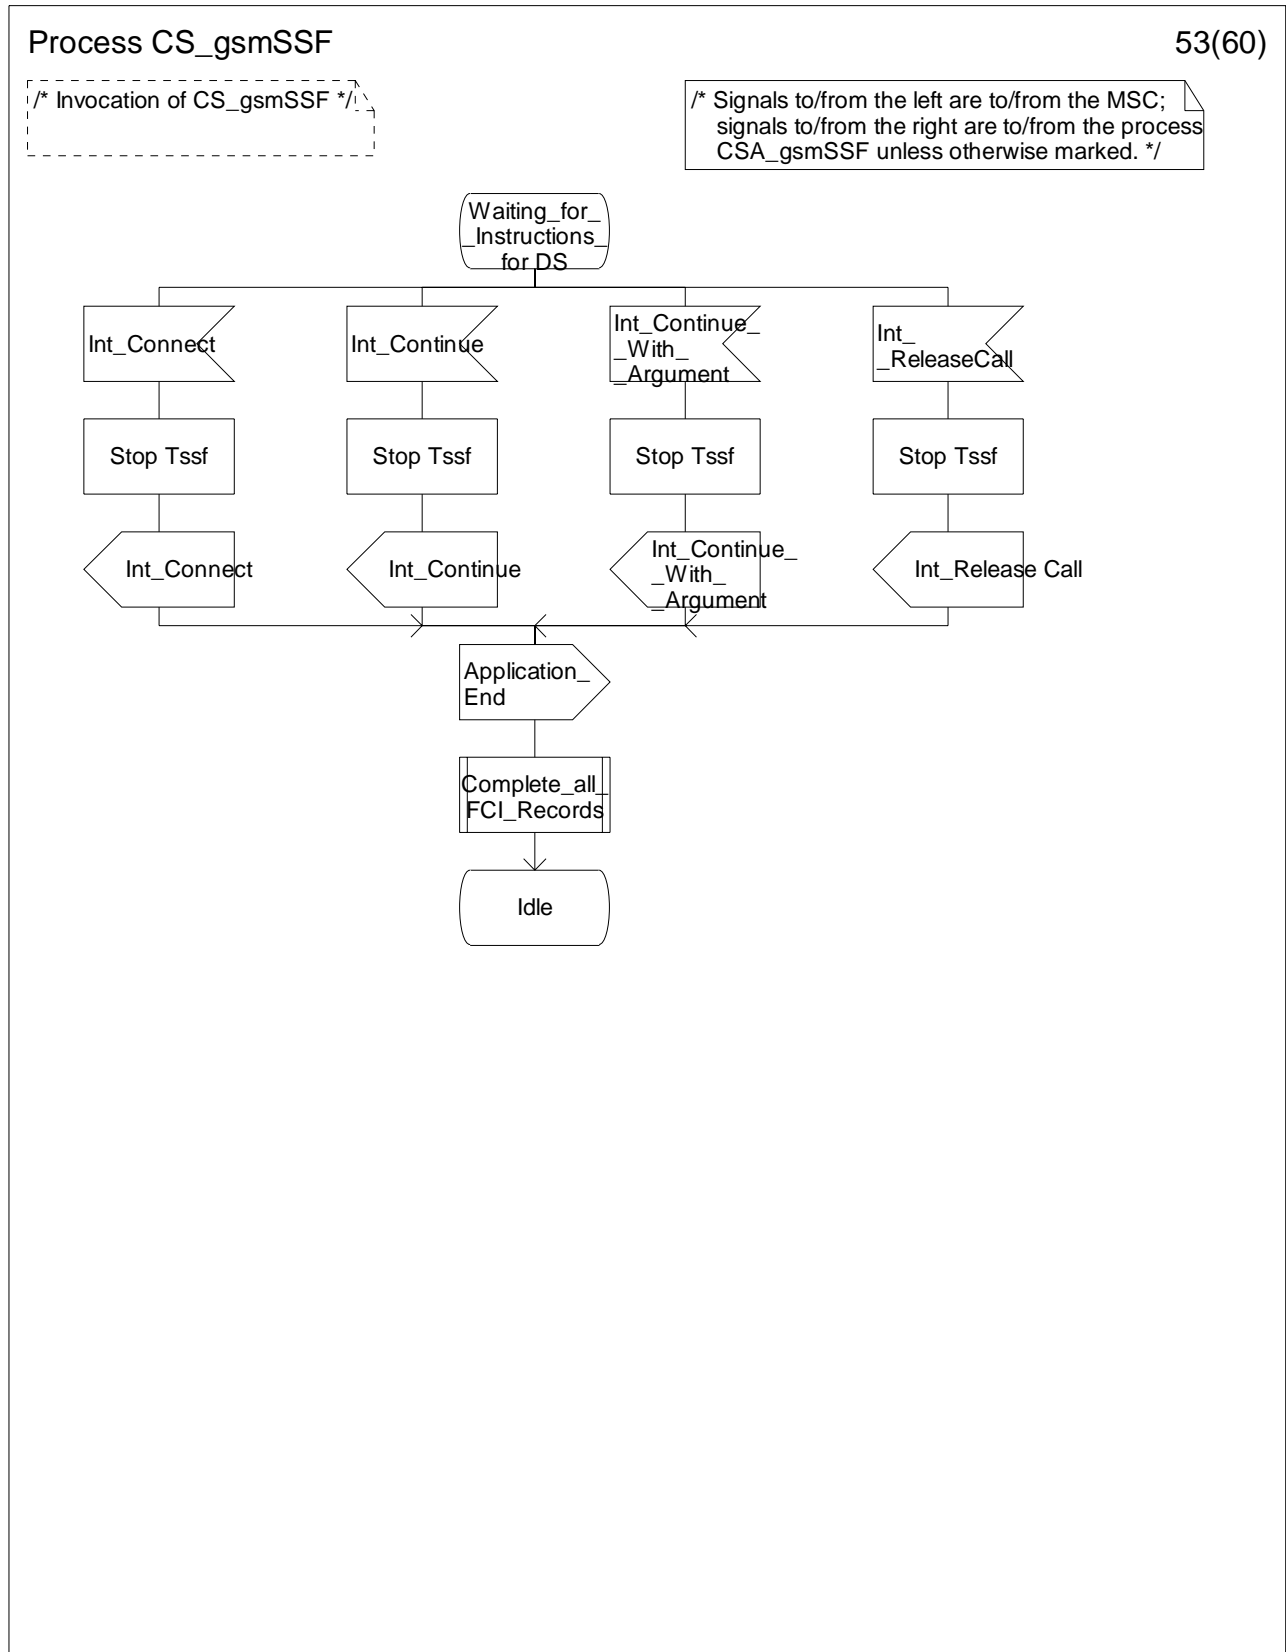 Process CS_gsmSSF
53(60)
/* Invocation of CS_gsmSSF */
/* Signals to/from the left are to/from the MSC;
signals to/from the right are to/from the process
CSA_gsmSSF unless otherwise marked. */
Waiting_for_
_Instructions_
for DS
Int_Connect
Int_Continue
Int_Continue_
_With_
_Argument
Int_
_ReleaseCall
Stop Tssf
Stop Tssf
Stop Tssf
Stop Tssf
Int_Connect
Int_Continue
Int_Continue_
_With_
_Argument
Int_Release Call
Application_
End
Complete_all_
FCI_Records
Idle